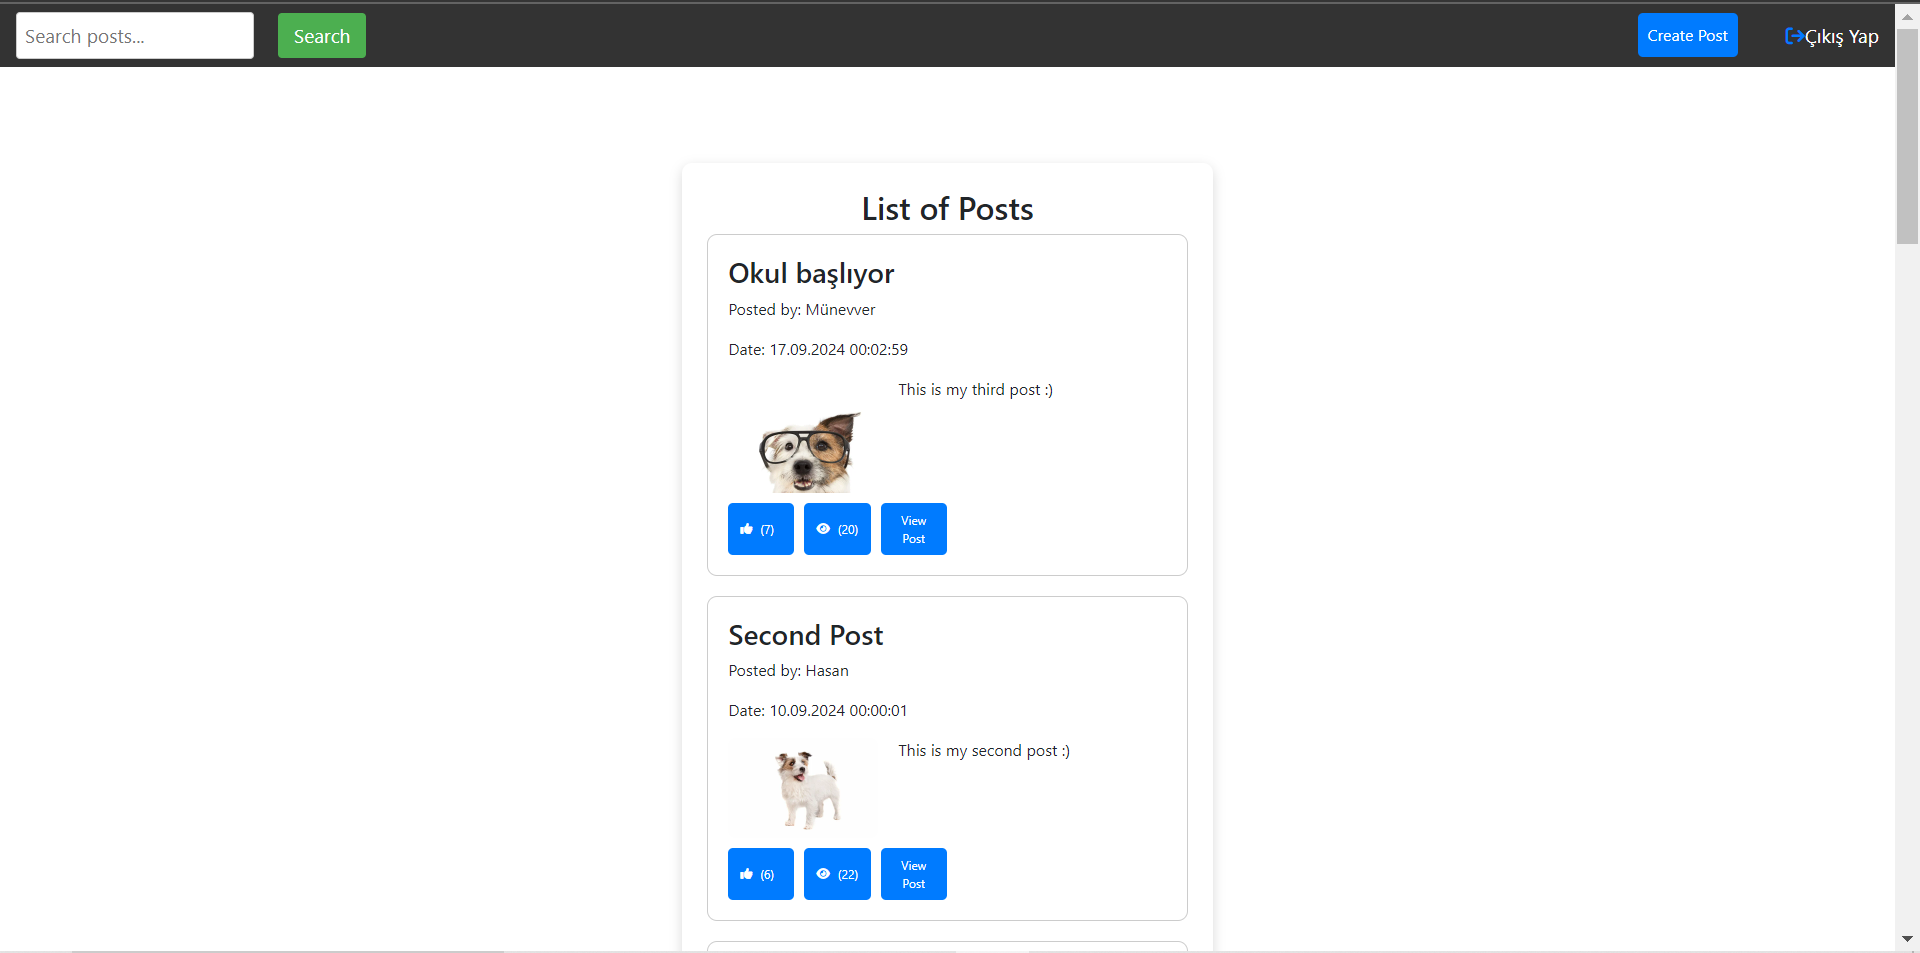 Search posts...
Search
Create Post
Çıkış Yap
List of Posts
Okul başlıyor
Posted by: Münevver
Date: 17.09.2024 00:02:59
This is my third post :)
(7)
(20)
View
Post
Second Post
Posted by: Hasan
Date: 10.09.2024 00:00:01
This is my second post :)
(6)
(22)
View
Post